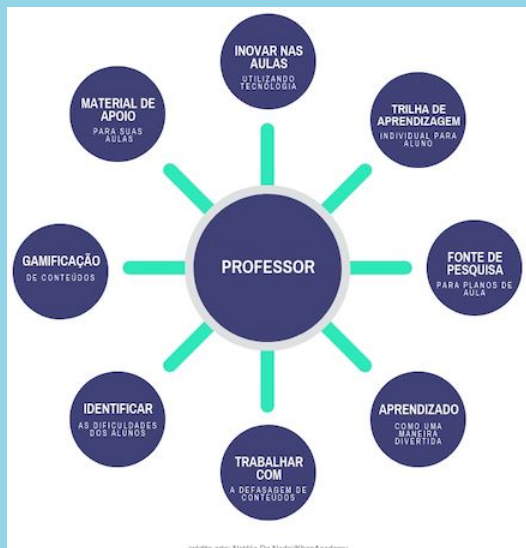 INOVAR NAS
AULAS
UTILIZANDO
TECNOLOGIA
TRILHA DE
APRENDIZAGEM
INDIVIDUAL PARA
ALUNO
FONTE DE
PESQUISA
PARA PLANOS DE
AULA
APRENDIZADO
COMO UMA
MANEIRA
DIVERTIDA
TRABALHAR
COM
A DEFASAGEM DE
CONTEÚDOS
IDENTIFICAR
AS DIFICULDADES
DOS ALUNOS
GAMIFICAÇÃO
DE CONTEÚDOS
MATERIAL DE
APOIO
PARA SUAS
AULAS
PROFESSOR